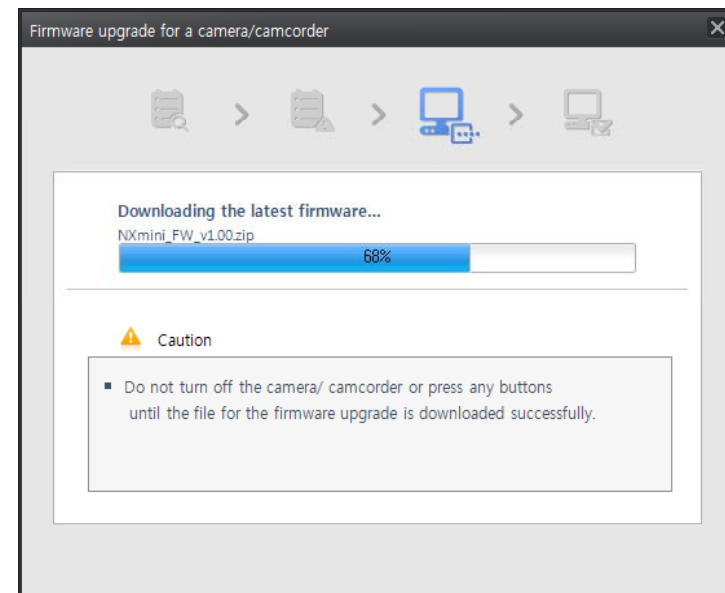 Firmware upgrade for a camera/camcorder
Downloading the latest firmware...
NXmini_FW_v1.00.zip
68%
Caution
Do not turn off the camera/ camcorder or press any buttons
until the file for the firmware upgrade is downloaded successfully.